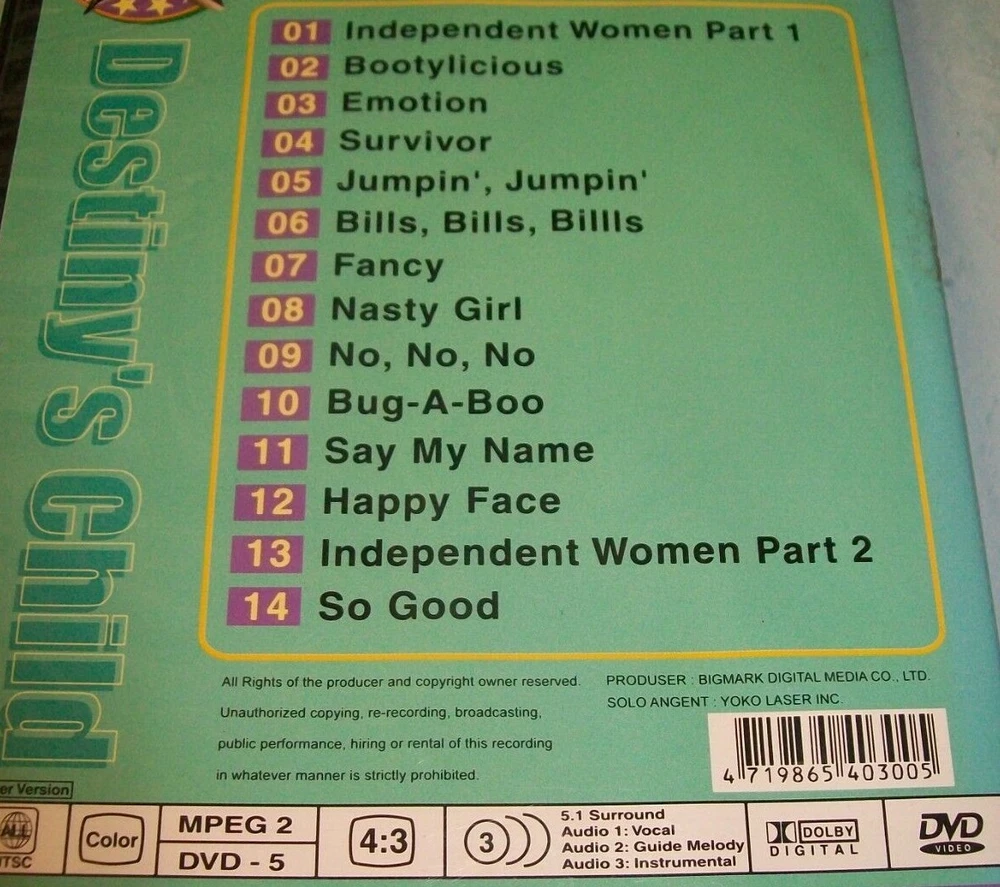 Destiny's Child
01 Independent Women Part 1
02 Bootylicious
03 Emotion
04 Survivor
05 Jumpin', Jumpin'
06 Bills, Bills, Billls
07 Fancy
08 Nasty Girl
09 No, No, No
10 Bug-A-Boo
11 Say My Name
12 Happy Face
13 Independent Women Part 2
14 So Good
All Rights of the producer and copyright owner reserved.
Unauthorized copying, re-recording, broadcasting,
public performance, hiring or rental of this recording
in whatever manner is strictly prohibited.
PRODUSER : BIGMARK DIGITAL MEDIA CO., LTD.
SOLO ANGENT : YOKO LASER INC.
4 719865 403005
Version
ALL
NTSC
Color
MPEG 2
DVD - 5
4:3
3
5.1 Surround
Audio 1: Vocal
Audio 2: Guide Melody
Audio 3: Instrumental
DOLBY
DIGITAL
DVD
VIDEO